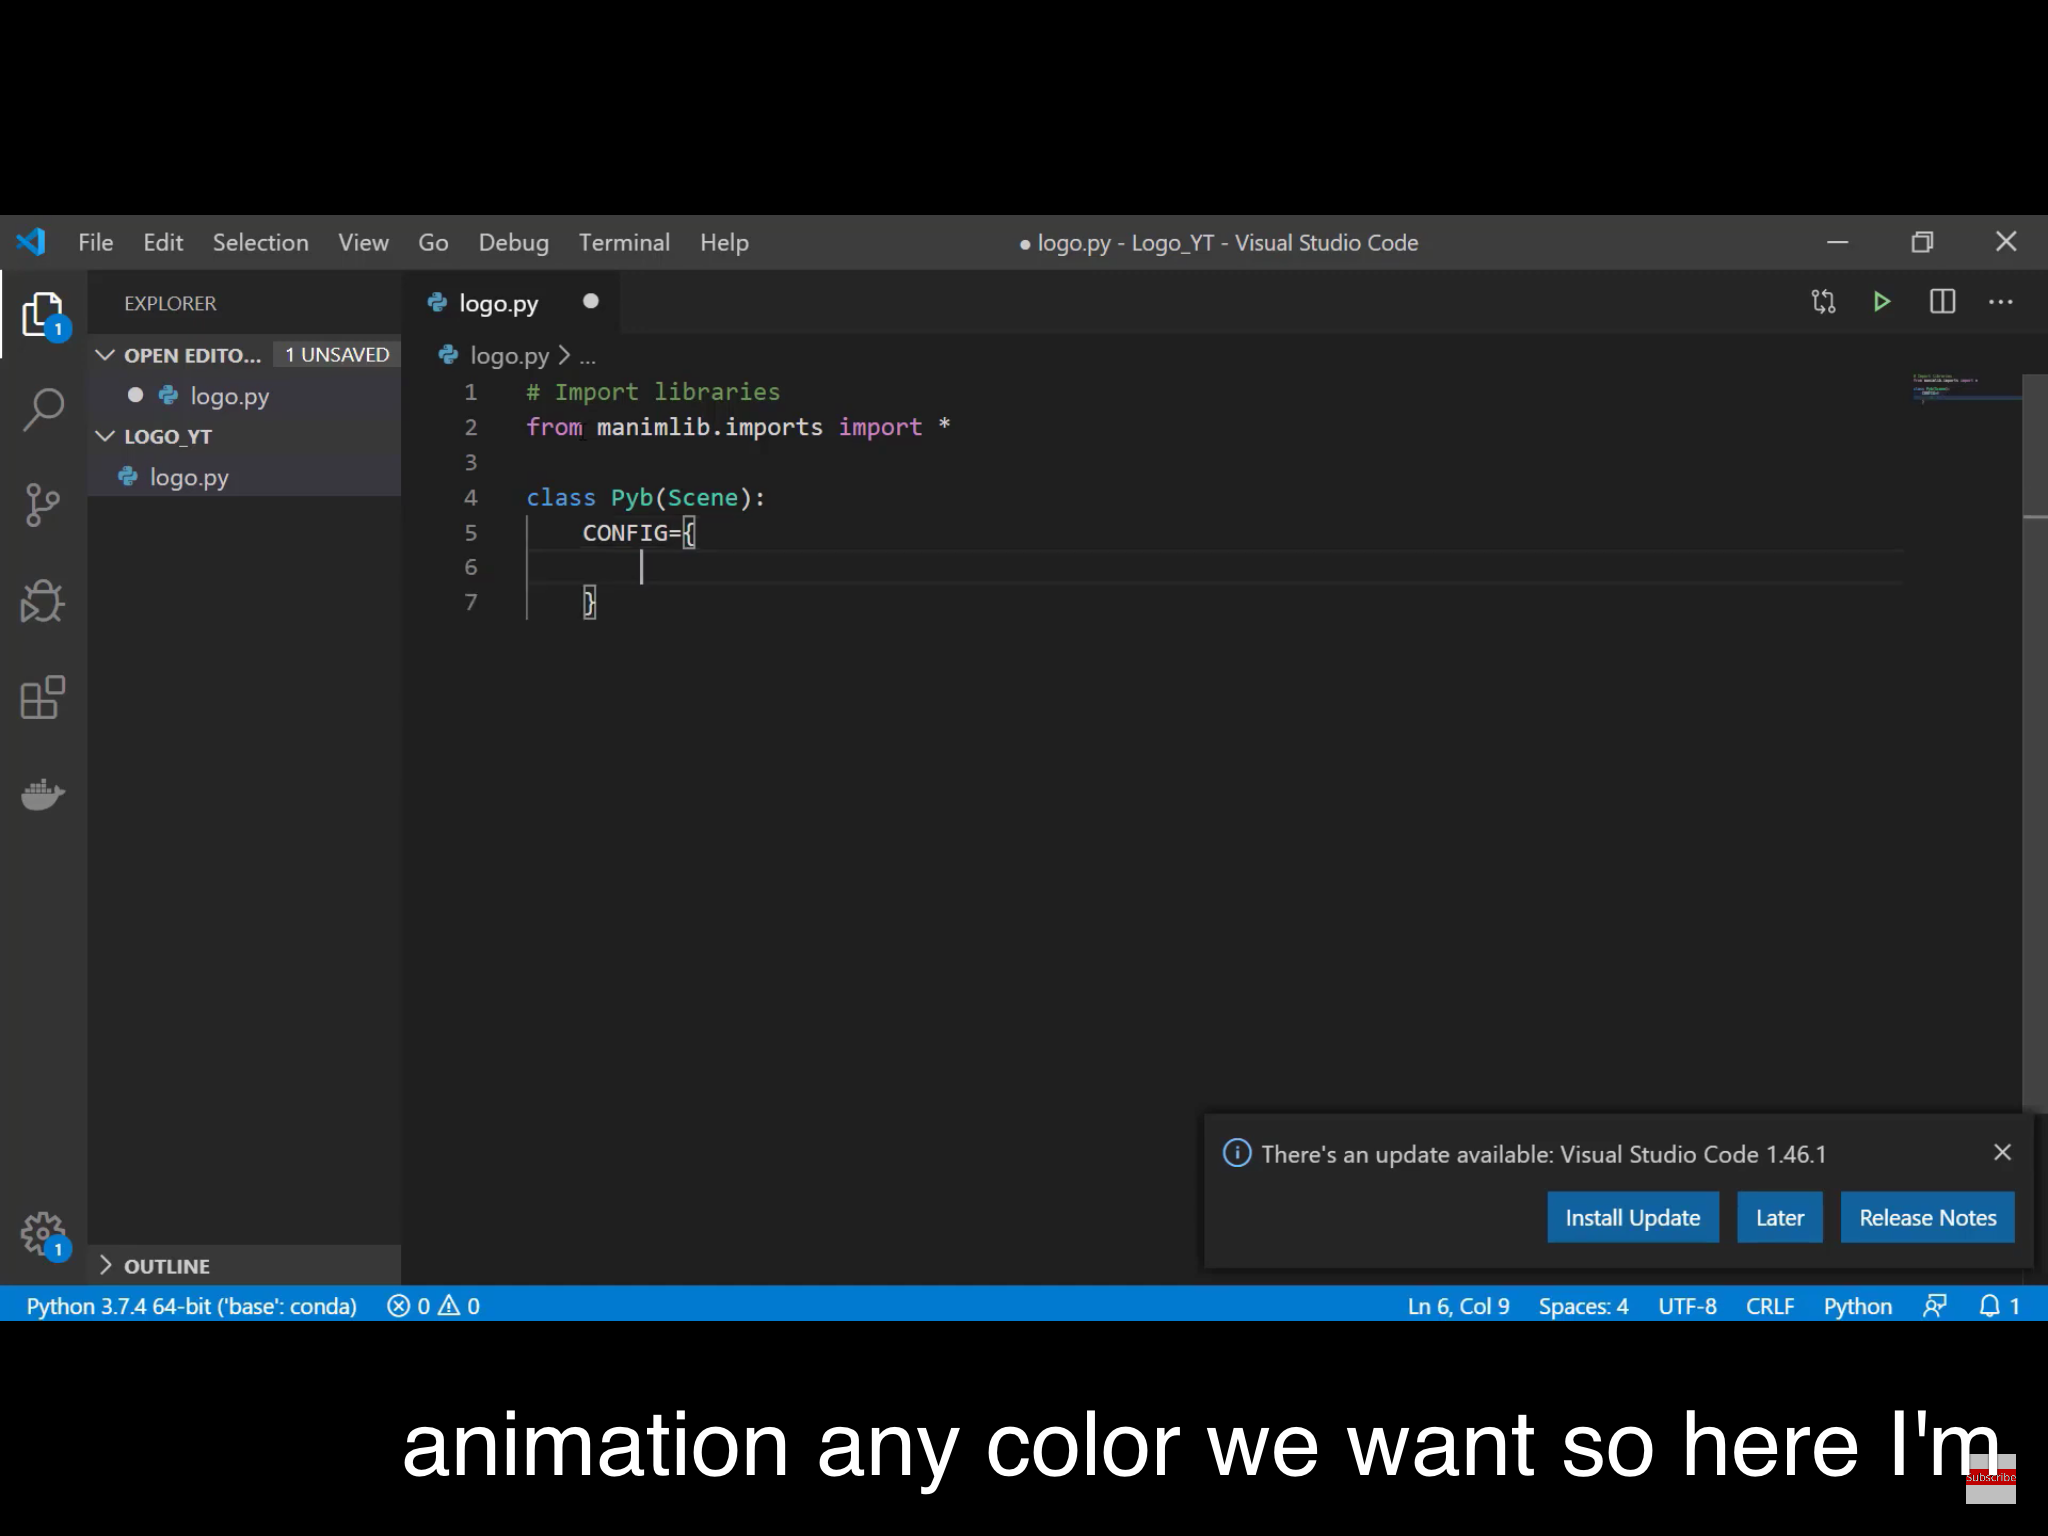 File Edit Selection View Go Debug Terminal Help
● logo.py - Logo_YT - Visual Studio Code
EXPLORER
1
OPEN EDITO... 1 UNSAVED
logo.py
LOGO_YT
logo.py
logo.py
logo.py > ...
1 # Import libraries
2 from manimlib.imports import *
3
4 class Pyb(Scene):
5 CONFIG={
6
7 }
There's an update available: Visual Studio Code 1.46.1
Install Update Later Release Notes
1
OUTLINE
Python 3.7.4 64-bit ('base': conda) 0 0
Ln 6, Col 9 Spaces: 4 UTF-8 CRLF Python 1
animation any color we want so here I'm
Subscribe